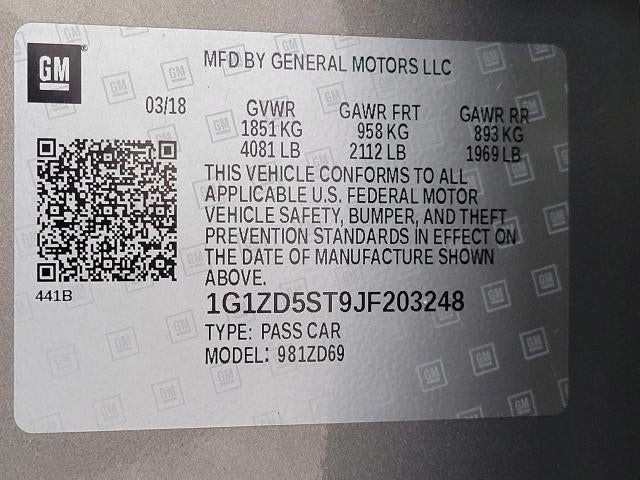 GM
MFD BY GENERAL MOTORS LLC
03/18 GVWR GAWR FRT GAWR RR
1851 KG 958 KG 893 KG
4081 LB 2112 LB 1969 LB
THIS VEHICLE CONFORMS TO ALL
APPLICABLE U.S. FEDERAL MOTOR
VEHICLE SAFETY, BUMPER, AND THEFT
PREVENTION STANDARDS IN EFFECT ON
THE DATE OF MANUFACTURE SHOWN
ABOVE.
441B
1G1ZD5ST9JF203248
TYPE: PASS CAR
MODEL: 981ZD69